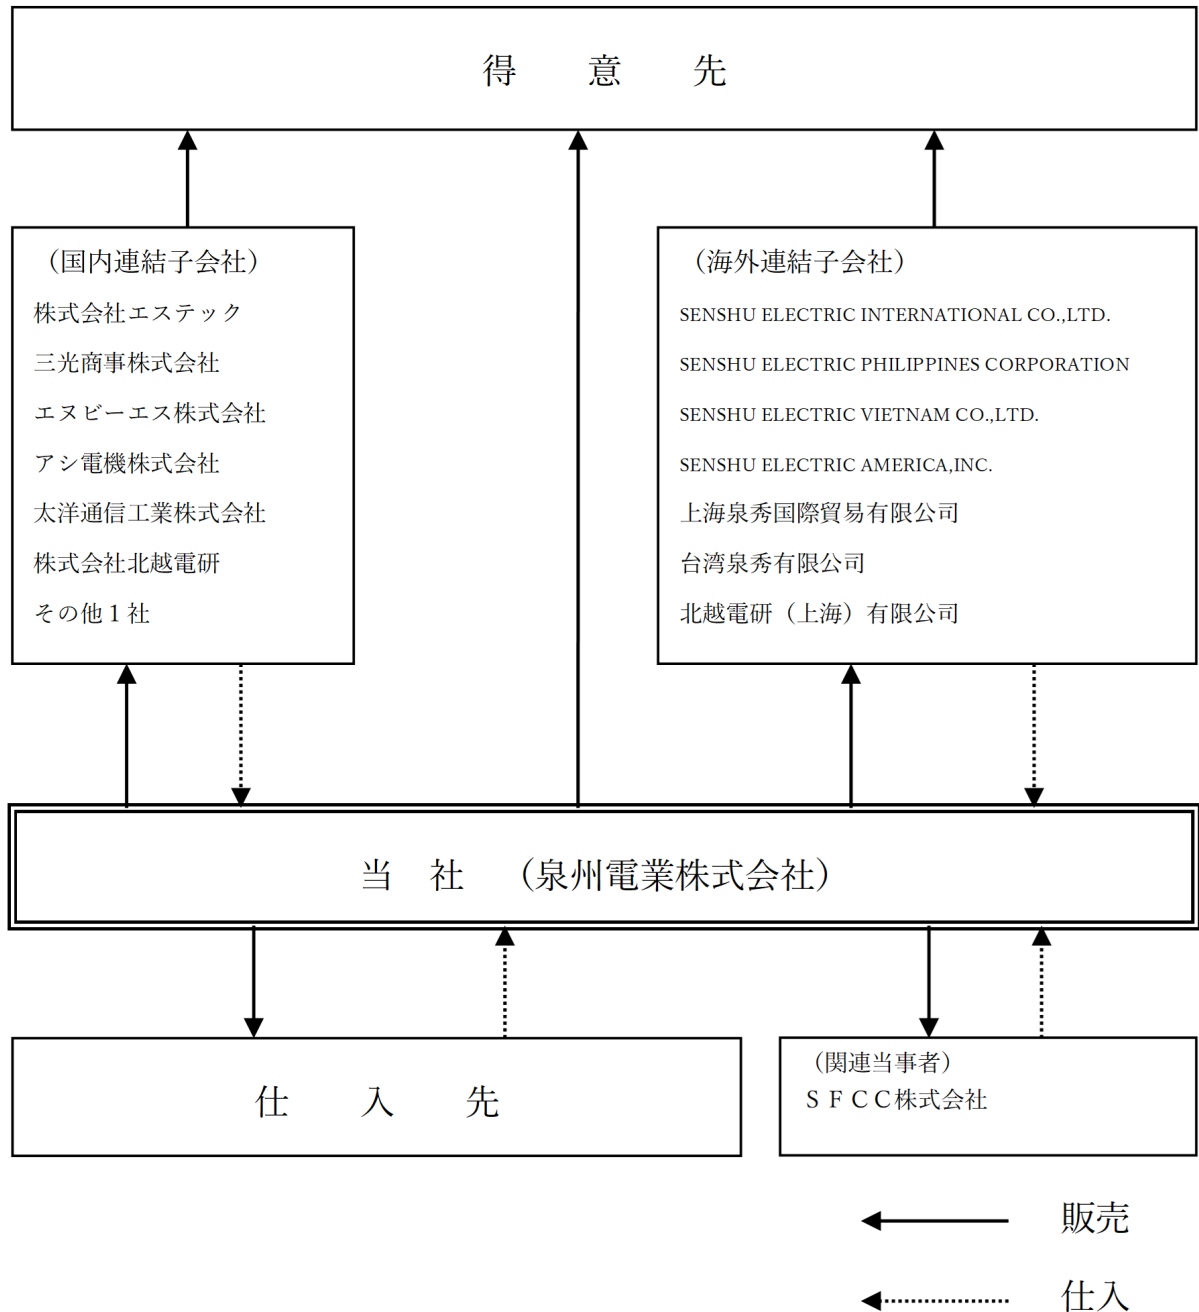 得　意　先
（国内連結子会社）
株式会社エステック
三光商事株式会社
エヌビーエス株式会社
アシ電機株式会社
太洋通信工業株式会社
株式会社北越電研
その他１社
（海外連結子会社）
SENSHU ELECTRIC INTERNATIONAL CO.,LTD.
SENSHU ELECTRIC PHILIPPINES CORPORATION
SENSHU ELECTRIC VIETNAM CO.,LTD.
SENSHU ELECTRIC AMERICA,INC.
上海泉秀国際貿易有限公司
台湾泉秀有限公司
北越電研（上海）有限公司
当　社　（泉州電業株式会社）
仕　入　先
（関連当事者）
ＳＦＣＣ株式会社
販売
仕入